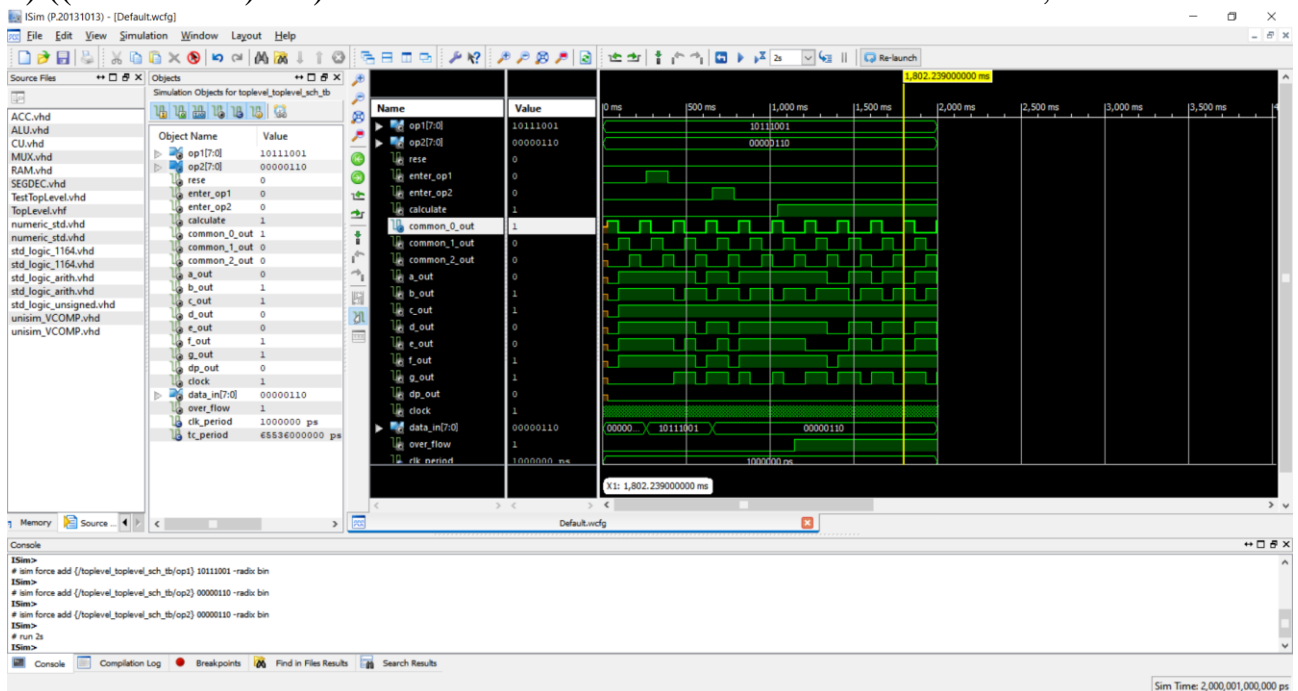 ISim (P.20131013) - [Default.wcfg]
File Edit View Simulation Window Layout Help
2s Re-launch
Source Files
ACC.vhd
ALU.vhd
CU.vhd
MUX.vhd
RAM.vhd
SEGDEC.vhd
TestTopLevel.vhd
TopLevel.vhf
numeric_std.vhd
numeric_std.vhd
std_logic_1164.vhd
std_logic_1164.vhd
std_logic_arith.vhd
std_logic_arith.vhd
std_logic_unsigned.vhd
unisim_VCOMP.vhd
unisim_VCOMP.vhd
Memory Source ...
Objects
Simulation Objects for toplevel_toplevel_sch_tb
Object Name Value
op1[7:0] 10111001
op2[7:0] 00000110
rese 0
enter_op1 0
enter_op2 0
calculate 1
common_0_out 1
common_1_out 0
common_2_out 0
a_out 0
b_out 1
c_out 1
d_out 0
e_out 0
f_out 1
g_out 1
dp_out 0
clock 1
data_in[7:0] 00000110
over_flow 1
clk_period 1000000 ps
tc_period 65536000000 ps
1,802.239000000 ms
Name Value
0 ms 500 ms 1,000 ms 1,500 ms 2,000 ms 2,500 ms 3,000 ms 3,500 ms
op1[7:0] 10111001 10111001
op2[7:0] 00000110 00000110
rese 0
enter_op1 0
enter_op2 0
calculate 1
common_0_out 1
common_1_out 0
common_2_out 0
a_out 0
b_out 1
c_out 1
d_out 0
e_out 0
f_out 1
g_out 1
dp_out 0
clock 1
data_in[7:0] 00000110 00000... 10111001 00000110
over_flow 1
clk_period 1000000 ps 1000000 ps
X1: 1,802.239000000 ms
Default.wcfg
Console
ISim>
# isim force add {/toplevel_toplevel_sch_tb/op1} 10111001 -radix bin
ISim>
# isim force add {/toplevel_toplevel_sch_tb/op2} 00000110 -radix bin
ISim>
# isim force add {/toplevel_toplevel_sch_tb/op2} 00000110 -radix bin
ISim>
# run 2s
ISim>
Console Compilation Log Breakpoints Find in Files Results Search Results
Sim Time: 2,000,001,000,000 ps